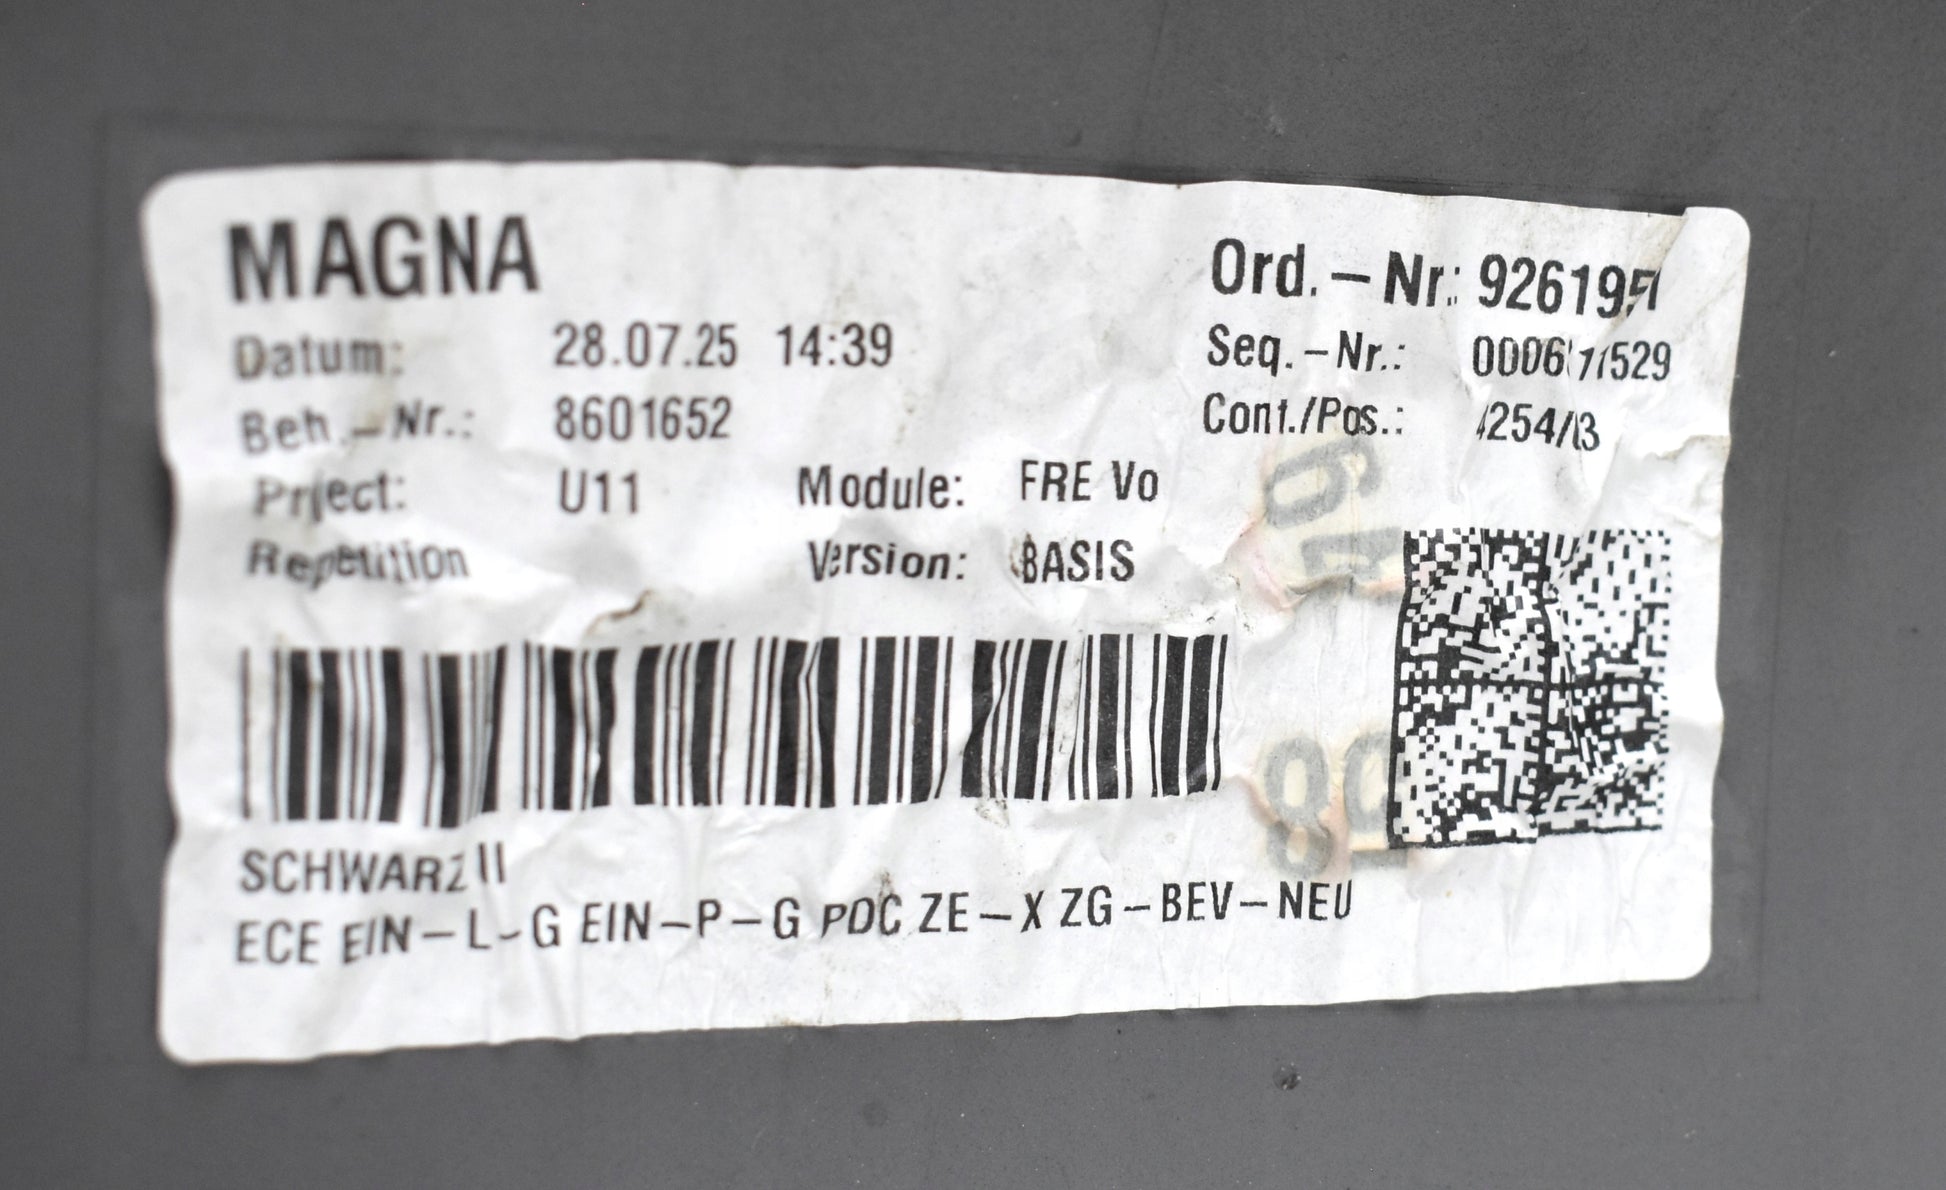 MAGNA
Datum: 28.07.25 14:39
Beh.-Nr.: 8601652
Project: U11 Module: FRE Vo
Repetition Version: BASIS
Ord.-Nr.:
Seq.-Nr.:
Cont./Pos.:
SCHWARZ II
ECE EIN-L-G EIN-P-G PDC ZE-X ZG-BEV-NEU